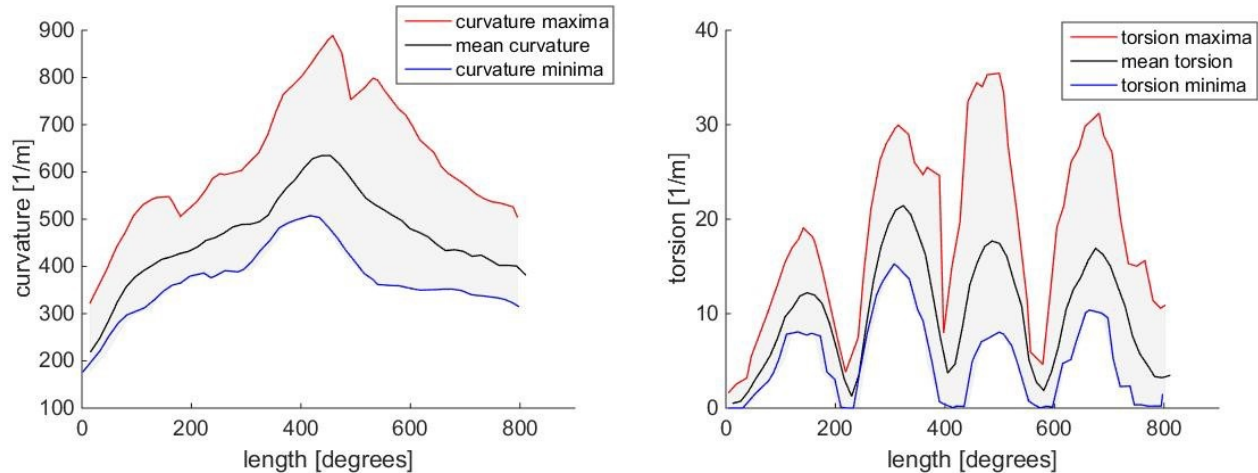 900
800
700
600
500
400
300
200
100
0
200
400
600
800
curvature [1/m]
length [degrees]
curvature maxima
mean curvature
curvature minima
40
30
20
10
0
0
200
400
600
800
torsion [1/m]
length [degrees]
torsion maxima
mean torsion
torsion minima